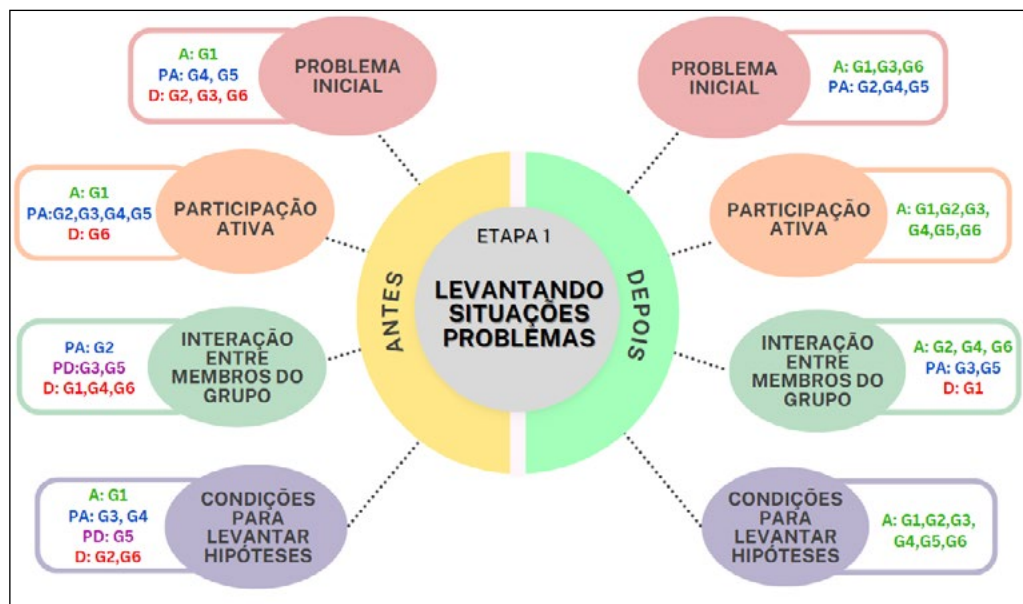 A: G1
PA: G4, G5
D: G2, G3, G6
PROBLEMA
INICIAL
PROBLEMA
INICIAL
A: G1,G3,G6
PA: G2,G4,G5
A: G1
PA:G2,G3,G4,G5
D: G6
PARTICIPAÇÃO
ATIVA
PARTICIPAÇÃO
ATIVA
A: G1,G2,G3,
G4,G5,G6
ANTES
ETAPA 1
LEVANTANDO
SITUAÇÕES
PROBLEMAS
DEPOIS
PA: G2
PD:G3,G5
D: G1,G4,G6
INTERAÇÃO
ENTRE
MEMBROS DO
GRUPO
INTERAÇÃO
ENTRE
MEMBROS DO
GRUPO
A: G2, G4, G6
PA: G3,G5
D: G1
A: G1
PA: G3, G4
PD: G5
D: G2,G6
CONDIÇÕES
PARA
LEVANTAR
HIPÓTESES
CONDIÇÕES
PARA
LEVANTAR
HIPÓTESES
A: G1,G2,G3,
G4,G5,G6